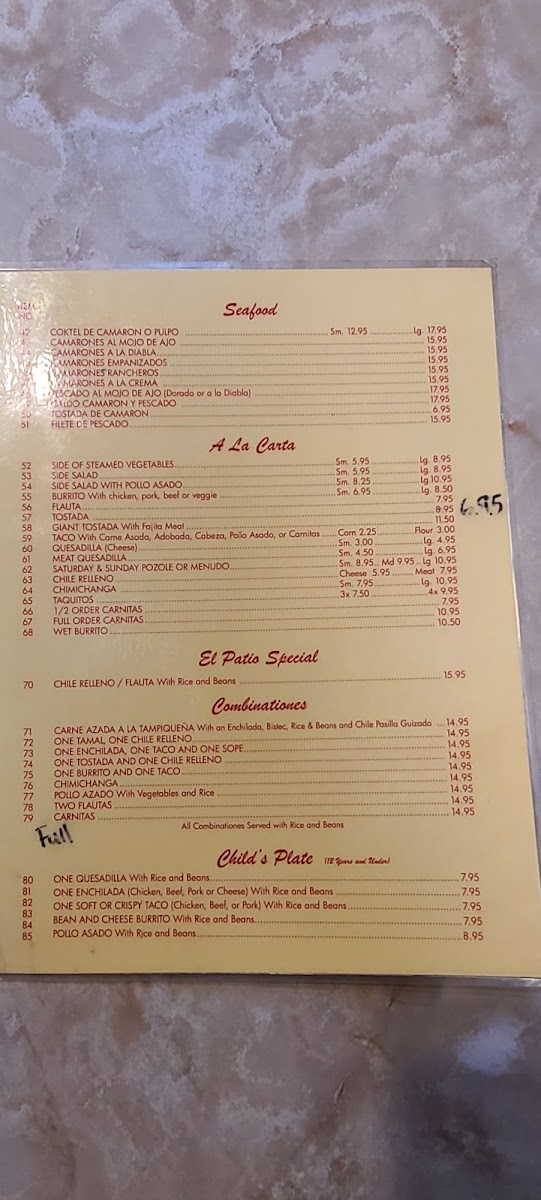 ITEM
NO.
Seafood
42 COKTEL DE CAMARON O PULPO Sm. 12.95 Lg. 17.95
CAMARONES AL MOJO DE AJO 15.95
CAMARONES A LA DIABLA 15.95
CAMARONES EMPANIZADOS 15.95
CAMARONES RANCHEROS 15.95
CAMARONES A LA CREMA 15.95
PESCADO AL MOJO DE AJO (Dorado or a la Diabla) 17.95
CALDO CAMARON Y PESCADO 17.95
50 TOSTADA DE CAMARON 6.95
51 FILETE DE PESCADO 15.95
A La Carta
52 SIDE OF STEAMED VEGETABLES Sm. 5.95 Lg. 8.95
53 SIDE SALAD Sm. 5.95 Lg. 8.95
54 SIDE SALAD WITH POLLO ASADO Sm. 8.25 Lg. 10.95
55 BURRITO With chicken, pork, beef or veggie Sm. 6.95 Lg. 8.50
56 FLAUTA 7.95
57 TOSTADA 8.95 6.95
58 GIANT TOSTADA With Fajita Meat 11.50
59 TACO With Carne Asada, Adobada, Cabeza, Pollo Asado, or Carnitas Corn 2.25 Flour 3.00
60 QUESADILLA (Cheese) Sm. 3.00 Lg. 4.95
61 MEAT QUESADILLA Sm. 4.50 Lg. 6.95
62 SATURDAY & SUNDAY POZOLE OR MENUDO Sm. 8.95 Md 9.95 Lg 10.95
63 CHILE RELLENO Cheese 5.95 Meat 7.95
64 CHIMICHANGA Sm. 7.95 Lg. 10.95
65 TAQUITOS 3x 7.50 4x 9.95
66 1/2 ORDER CARNITAS 7.95
67 FULL ORDER CARNITAS 10.95
68 WET BURRITO 10.50
El Patio Special
70 CHILE RELLENO / FLAUTA With Rice and Beans 15.95
Combinationes
71 CARNE AZADA A LA TAMPIQUEÑA With an Enchilada, Bistec, Rice & Beans and Chile Pasilla Guizado 14.95
72 ONE TAMAL, ONE CHILE RELLENO 14.95
73 ONE ENCHILADA, ONE TACO AND ONE SOPE 14.95
74 ONE TOSTADA AND ONE CHILE RELLENO 14.95
75 ONE BURRITO AND ONE TACO 14.95
76 CHIMICHANGA 14.95
77 POLLO AZADO With Vegetables and Rice 14.95
78 TWO FLAUTAS 14.95
79 CARNITAS 14.95
Full
All Combinationes Served with Rice and Beans
Child's Plate (12 Years and Under)
80 ONE QUESADILLA With Rice and Beans 7.95
81 ONE ENCHILADA (Chicken, Beef, Pork or Cheese) With Rice and Beans 7.95
82 ONE SOFT OR CRISPY TACO (Chicken, Beef, or Pork) With Rice and Beans 7.95
83 BEAN AND CHEESE BURRITO With Rice and Beans 7.95
84
85 POLLO ASADO With Rice and Beans 8.95